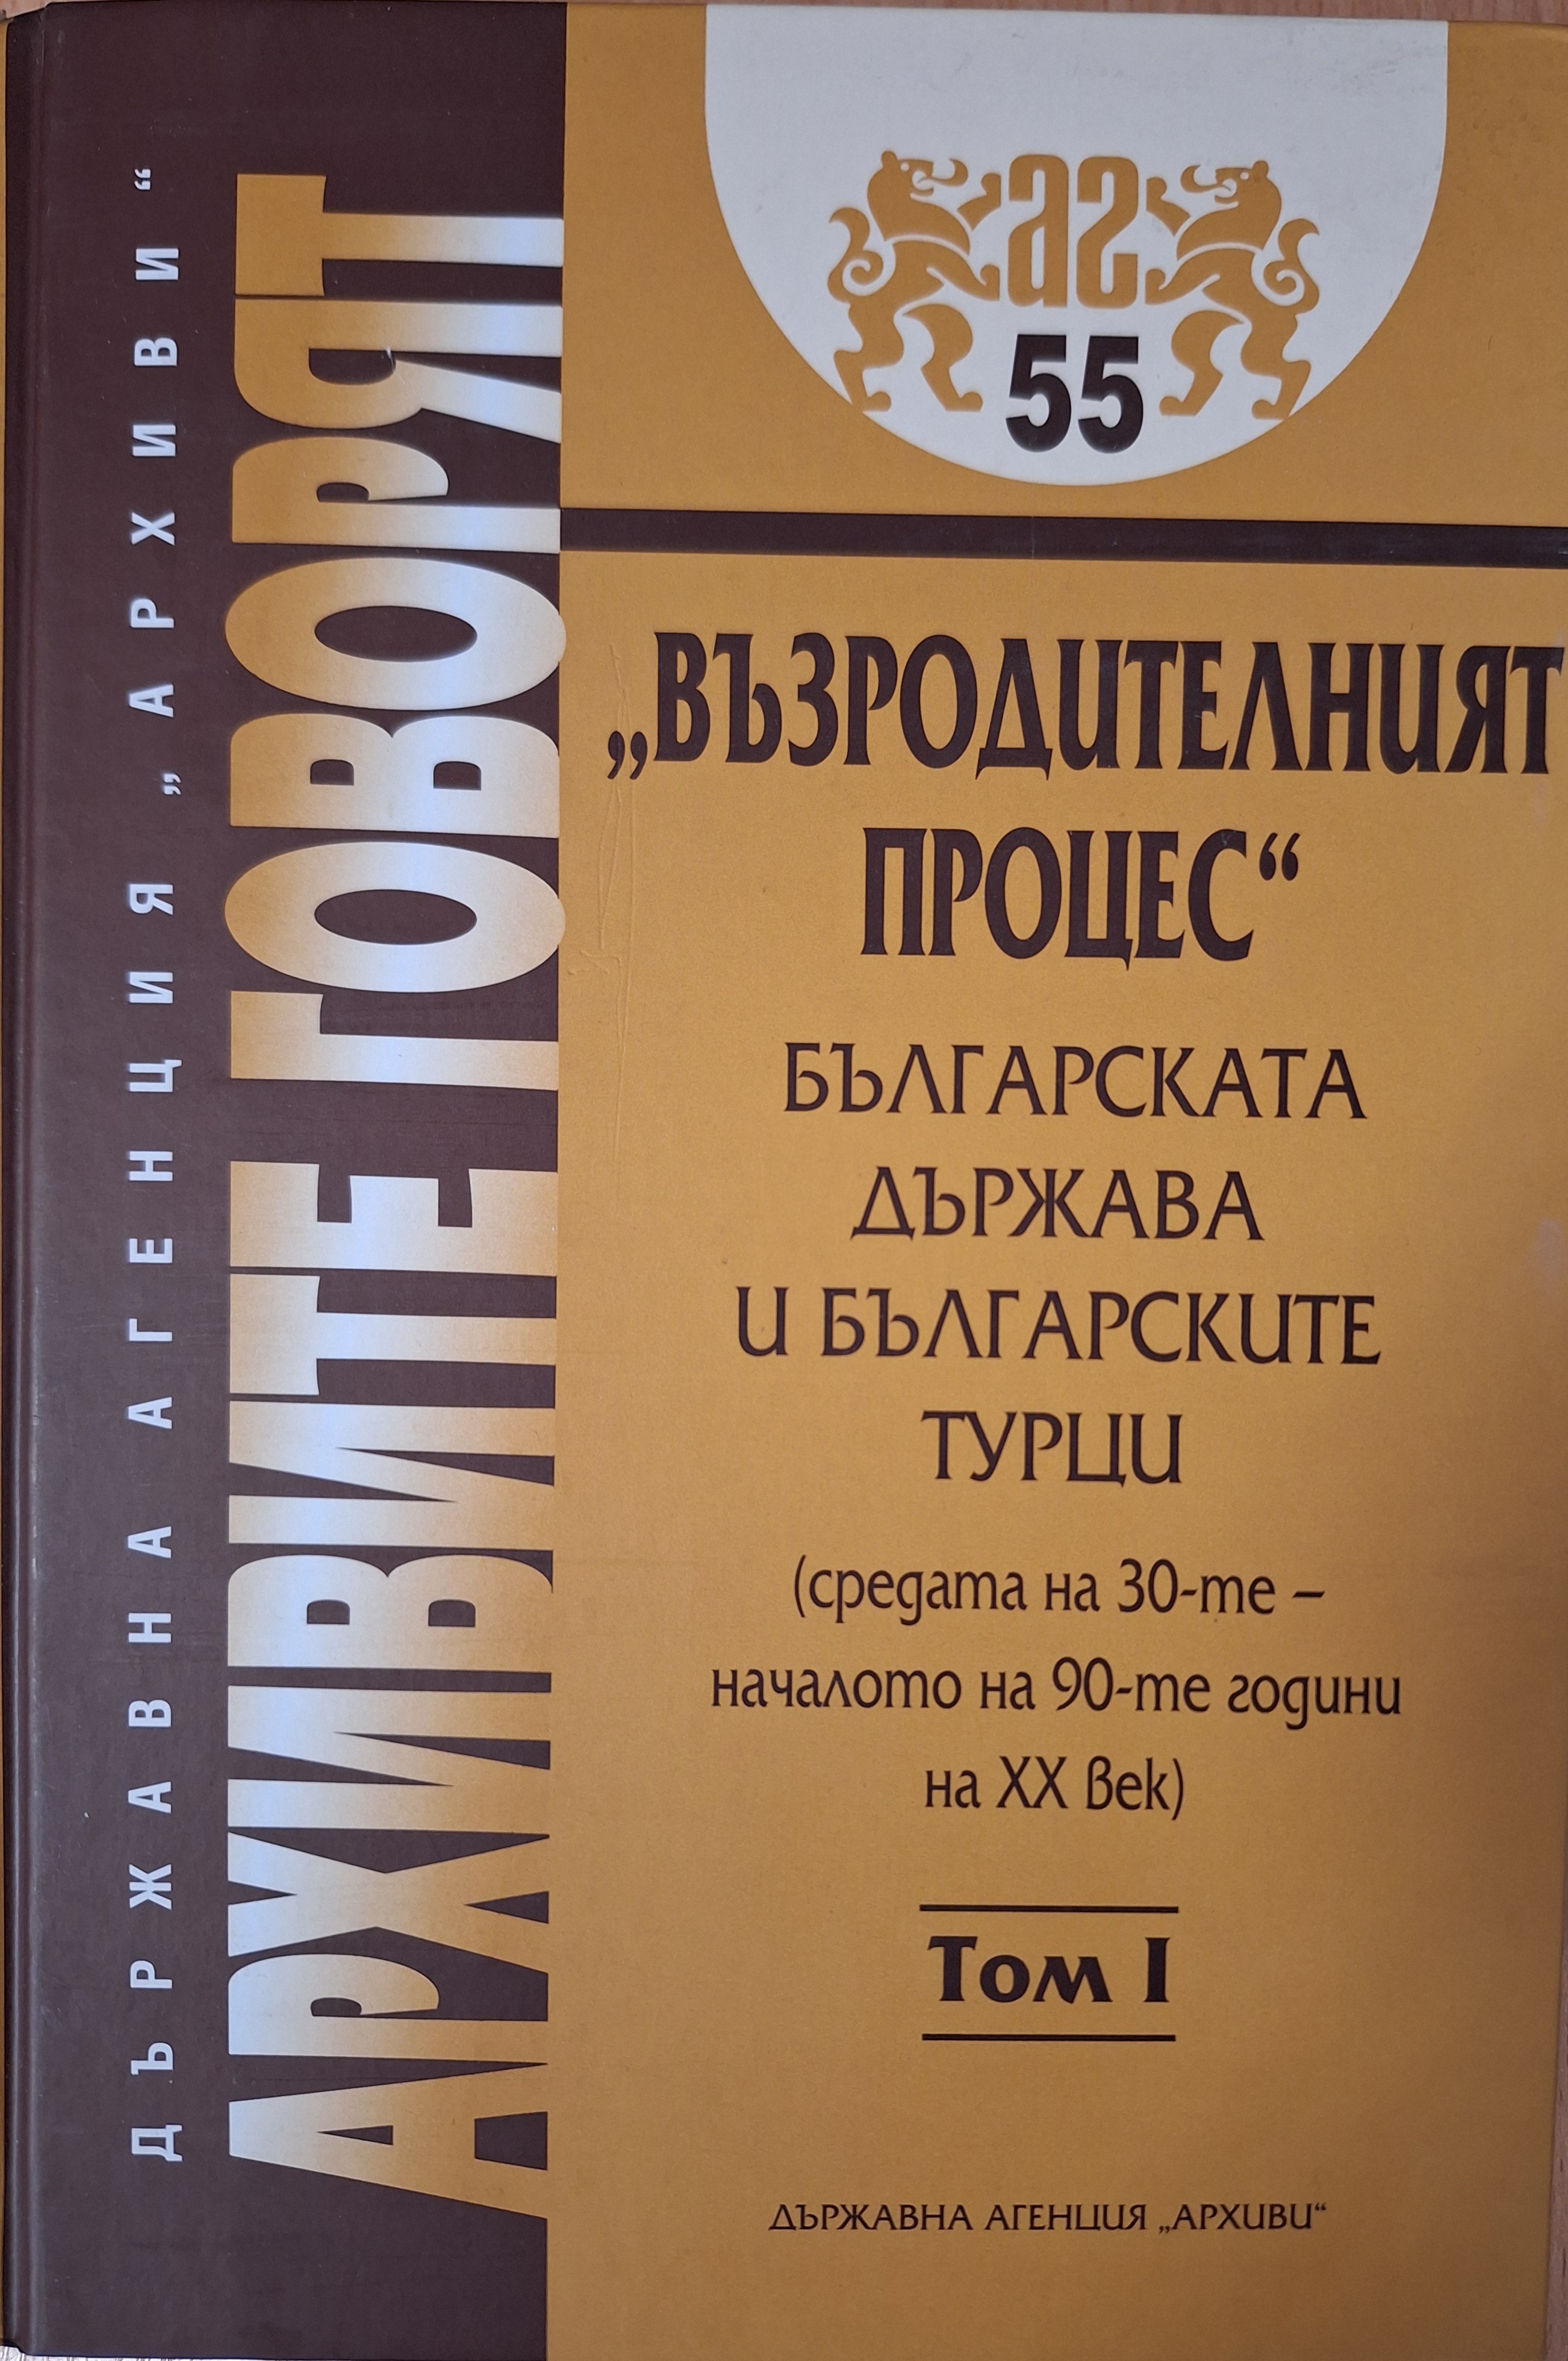 ДЪРЖАВНА АГЕНЦИЯ „АРХИВИ“
АРХИВИТЕ ГОВОРЯТ
аг
55
„ВЪЗРОДИТЕЛНИЯТ
ПРОЦЕС“
БЪЛГАРСКАТА
ДЪРЖАВА
И БЪЛГАРСКИТЕ
ТУРЦИ
(средата на 30-те –
началото на 90-те години
на XX век)
Том I
ДЪРЖАВНА АГЕНЦИЯ „АРХИВИ“